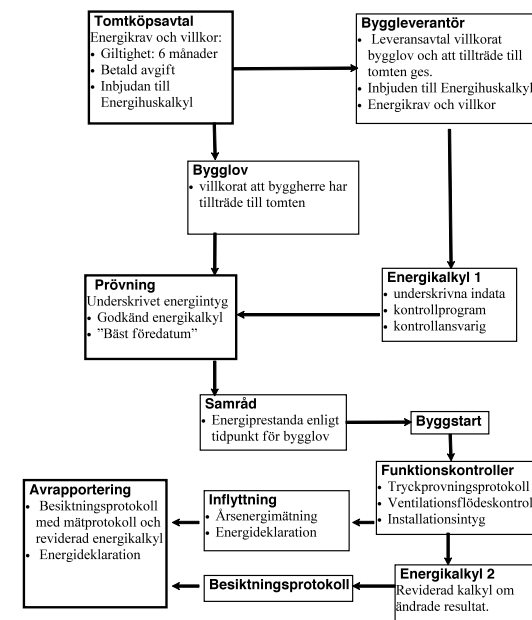 Tomtköpsavtal
Energikrav och villkor:
• Giltighet: 6 månader
• Betald avgift
• Inbjudan till
Energihuskalkyl
Byggleverantör
• Leveransavtal villkorat
bygglov och att tillträde till
tomten ges.
• Inbjuden till Energihuskalkyl
• Energikrav och villkor
Bygglov
• villkorat att byggherre har
tillträde till tomten
Prövning
Underskrivet energiintyg
• Godkänd energikalkyl
• ”Bäst föredatum”
Energikalkyl 1
• underskrivna indata
• kontrollprogram
• kontrollansvarig
Samråd
• Energiprestanda enligt
tidpunkt för bygglov
Byggstart
Funktionskontroller
• Tryckprovningsprotokoll
• Ventilationsflödeskontrol
• Installationsintyg
Inflyttning
• Årsenergimätning
• Energideklaration
Avrapportering
• Besiktningsprotokoll
med mätprotokoll och
reviderad energikalkyl
• Energideklaration
Energikalkyl 2
Reviderad kalkyl om
ändrade resultat.
Besiktningsprotokoll